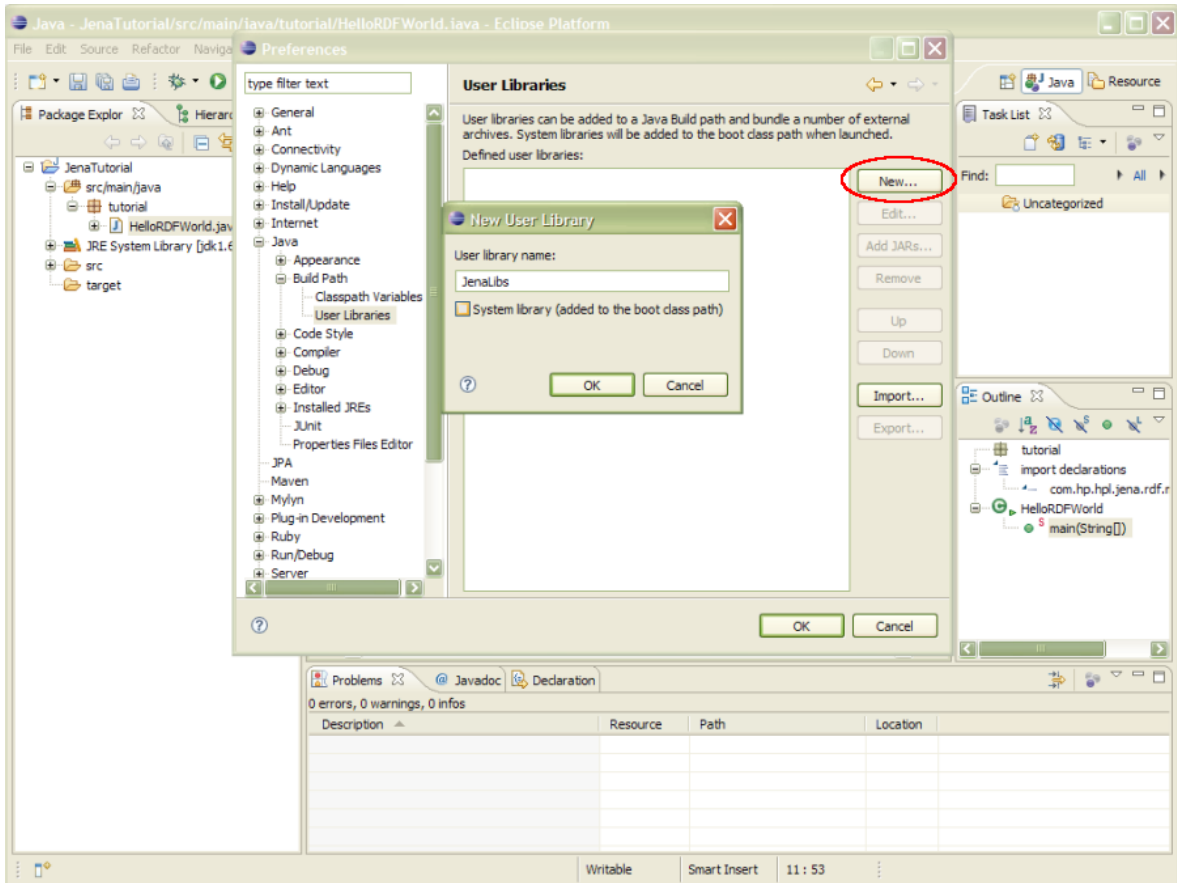 Java - JenaTutorial/src/main/java/tutorial/HelloRDFWorld.java - Eclipse Platform
File Edit Source Refactor Naviga
Java
Resource
Package Explor
Hierarc
JenaTutorial
src/main/java
tutorial
HelloRDFWorld.jav
JRE System Library [jdk1.6
src
target
Preferences
type filter text
General
Ant
Connectivity
Dynamic Languages
Help
Install/Update
Internet
Java
Appearance
Build Path
Classpath Variables
User Libraries
Code Style
Compiler
Debug
Editor
Installed JREs
JUnit
Properties Files Editor
JPA
Maven
Mylyn
Plug-in Development
Ruby
Run/Debug
Server
User Libraries
User libraries can be added to a Java Build path and bundle a number of external
archives. System libraries will be added to the boot class path when launched.
Defined user libraries:
New...
Edit...
Add JARs...
Remove
Up
Down
Import...
Export...
OK
Cancel
New User Library
User library name:
JenaLibs
System library (added to the boot class path)
OK
Cancel
Task List
Find:
All
Uncategorized
Outline
tutorial
import declarations
com.hp.hpl.jena.rdf.r
HelloRDFWorld
main(String[])
Problems
@ Javadoc
Declaration
0 errors, 0 warnings, 0 infos
Description
Resource
Path
Location
Writable
Smart Insert
11 : 53